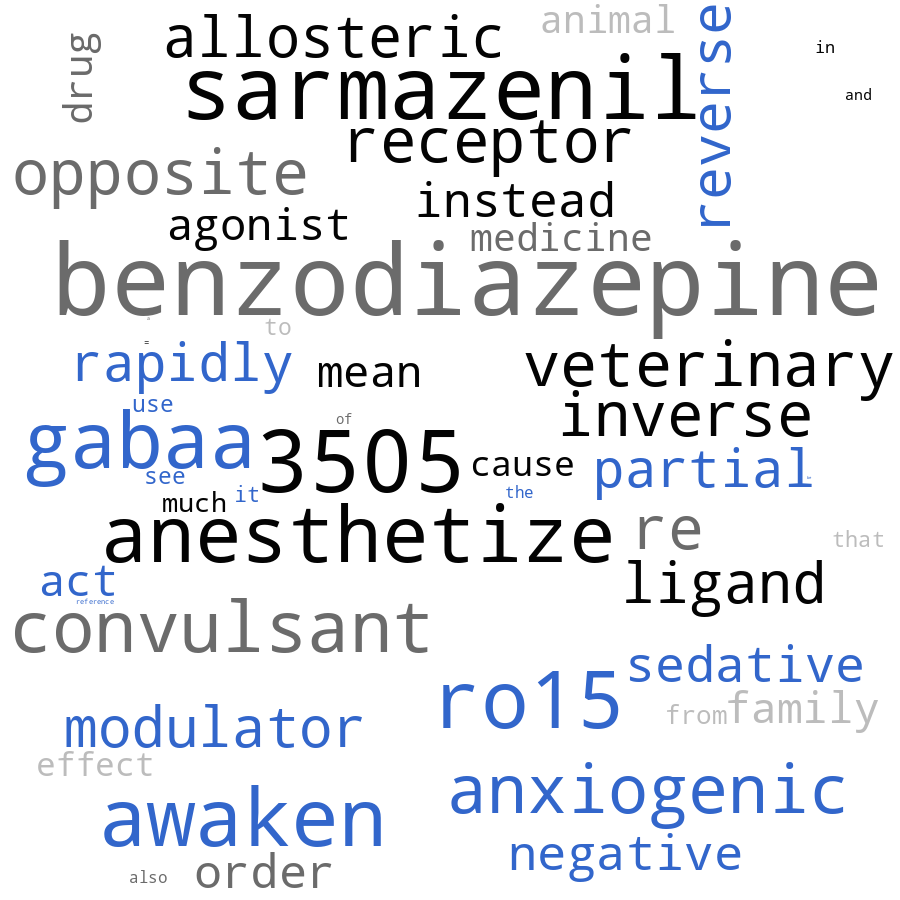 animal
reverse
allosteric
drug
in
sarmazenil
and
receptor
opposite
instead
agonist
medicine
benzodiazepine
to
=
rapidly
mean
veterinary
use
inverse
of
gabaa
3505
cause
partial
see
much
it
the
anesthetize
re
that
act
ligand
reference
convulsant
sedative
ro15
from
family
modulator
effect
anxiogenic
awaken
negative
also
order